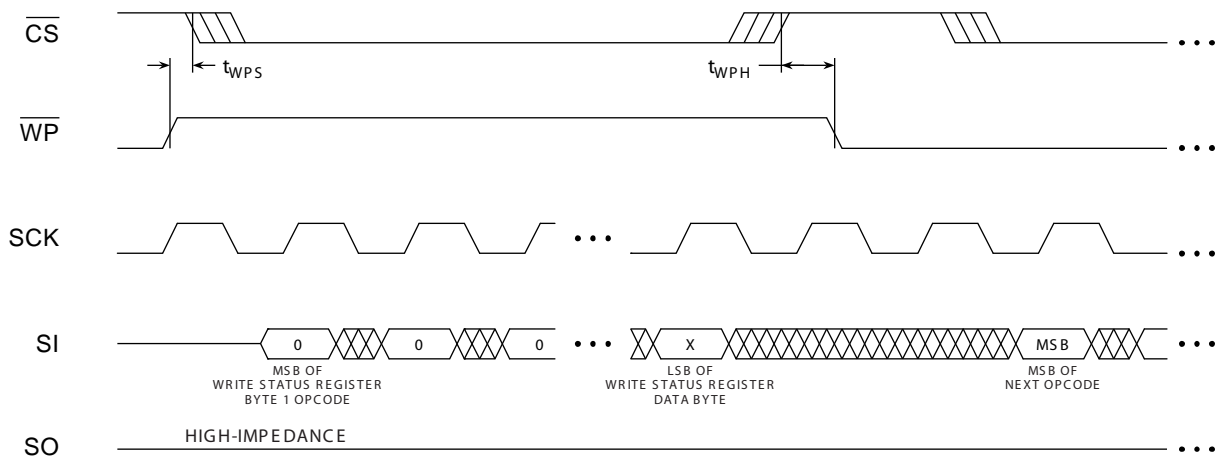 CS
tWPS
tWPH
WP
SCK
SI
0
0
0
X
MSB
MSB OF
WRITE STATUS REGISTER
BYTE 1 OPCODE
LSB OF
WRITE STATUS REGISTER
DATA BYTE
MSB OF
NEXT OPCODE
SO
HIGH-IMPEDANCE